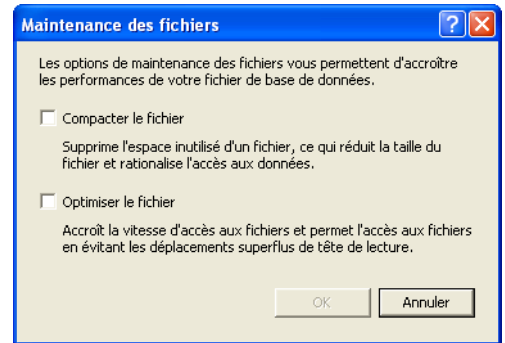 Maintenance des fichiers
Les options de maintenance des fichiers vous permettent d'accroître
les performances de votre fichier de base de données.
Compacter le fichier
Supprime l'espace inutilisé d'un fichier, ce qui réduit la taille du
fichier et rationalise l'accès aux données.
Optimiser le fichier
Accroît la vitesse d'accès aux fichiers et permet l'accès aux fichiers
en évitant les déplacements superflus de tête de lecture.
OK Annuler